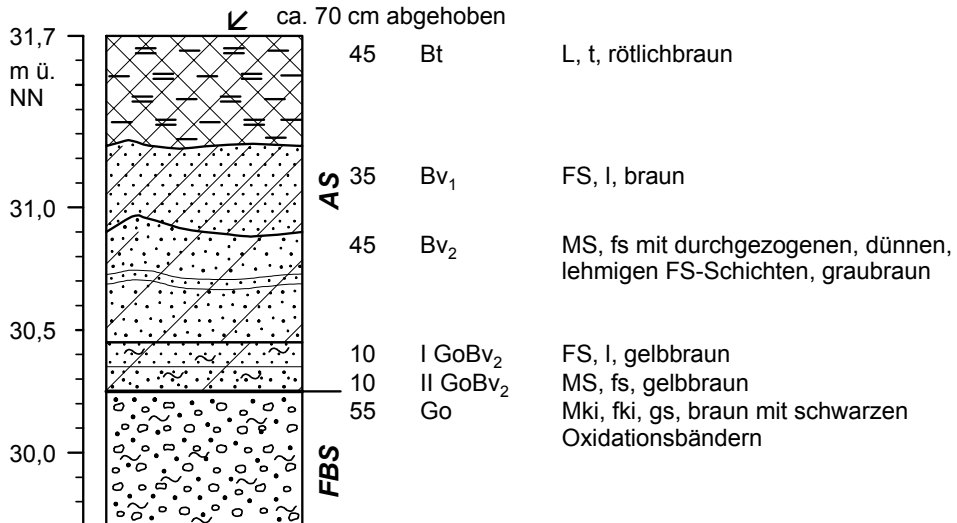 ca. 70 cm abgehoben
31,7
m ü.
NN
45 Bt L, t, rötlichbraun
AS
35 Bv₁ FS, l, braun
31,0
45 Bv₂ MS, fs mit durchgezogenen, dünnen,
lehmigen FS-Schichten, graubraun
30,5
10 I GoBv₂ FS, l, gelbbraun
10 II GoBv₂ MS, fs, gelbbraun
55 Go Mki, fki, gs, braun mit schwarzen
Oxidationsbändern
30,0
FBS